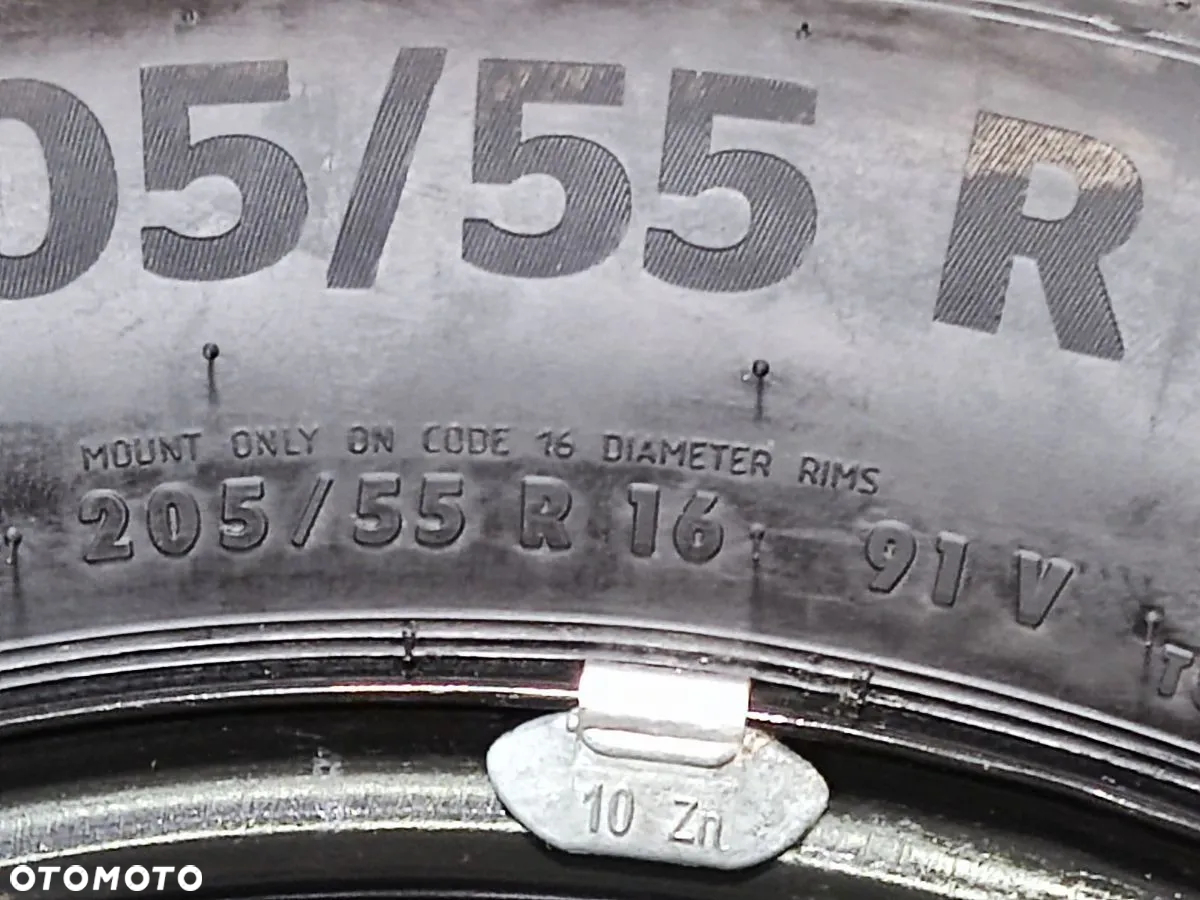 05/55 R
MOUNT ONLY ON CODE 16 DIAMETER RIMS
205/55 R 16 91 V
10 Zn
OTOMOTO